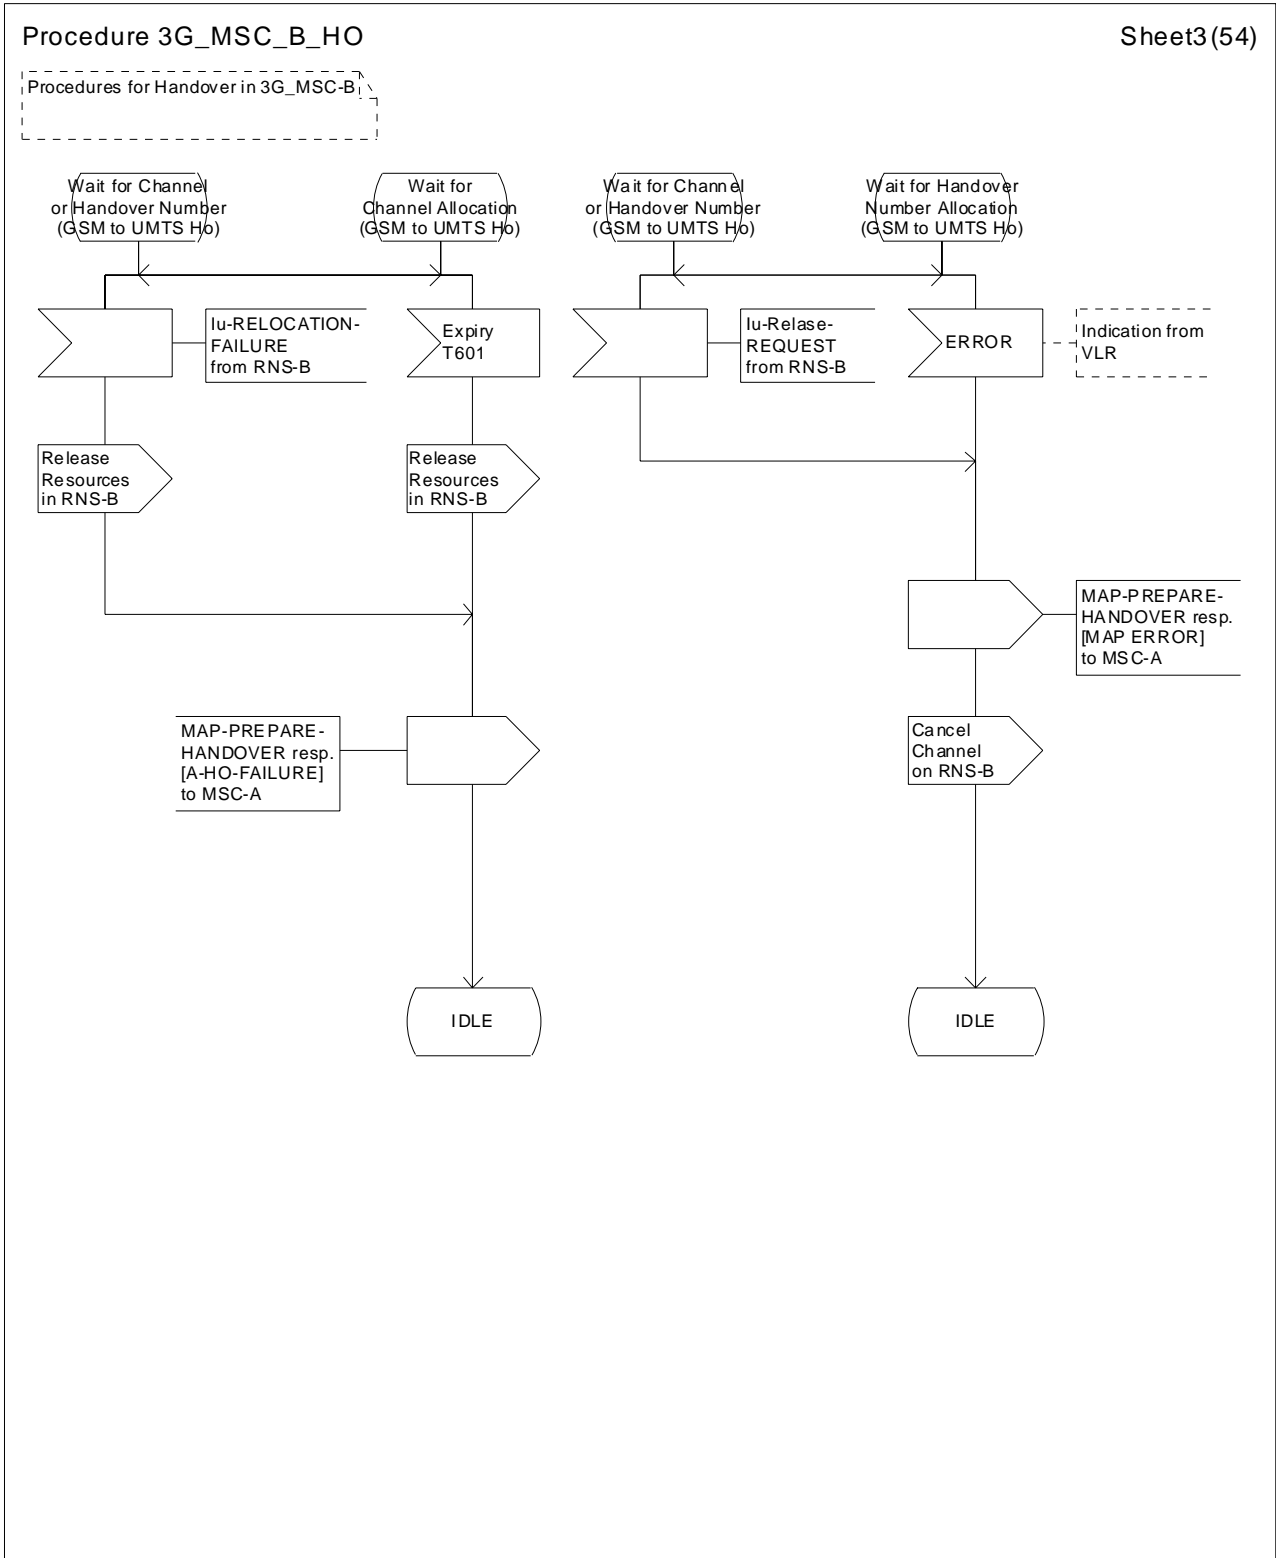 Procedure 3G_MSC_B_HO
Sheet3(54)
Procedures for Handover in 3G_MSC-B
Wait for Channel
or Handover Number
(GSM to UMTS Ho)
Wait for
Channel Allocation
(GSM to UMTS Ho)
Wait for Channel
or Handover Number
(GSM to UMTS Ho)
Wait for Handover
Number Allocation
(GSM to UMTS Ho)
Iu-RELOCATION-
FAILURE
from RNS-B
Expiry
T601
Iu-Relase-
REQUEST
from RNS-B
ERROR
Indication from
VLR
Release
Resources
in RNS-B
Release
Resources
in RNS-B
MAP-PREPARE-
HANDOVER resp.
[MAP ERROR]
to MSC-A
MAP-PREPARE-
HANDOVER resp.
[A-HO-FAILURE]
to MSC-A
Cancel
Channel
on RNS-B
IDLE
IDLE